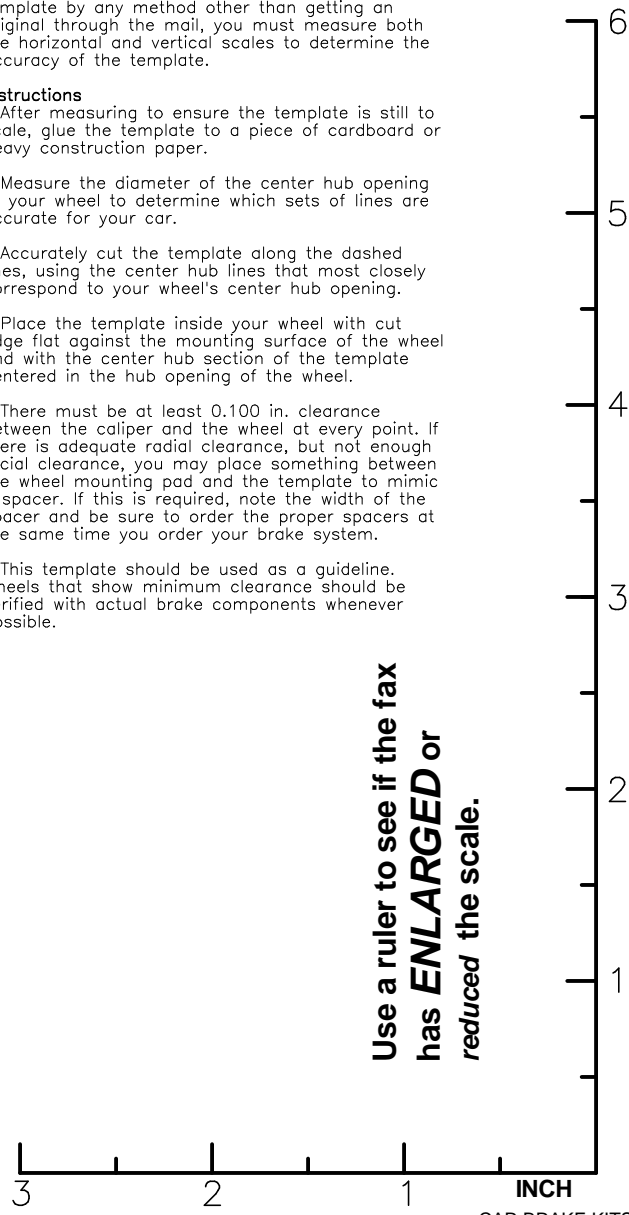 mplate by any method other than getting an
iginal through the mail, you must measure both
e horizontal and vertical scales to determine the
ccuracy of the template.
structions
After measuring to ensure the template is still to
cale, glue the template to a piece of cardboard or
eavy construction paper.
Measure the diameter of the center hub opening
your wheel to determine which sets of lines are
ccurate for your car.
Accurately cut the template along the dashed
es, using the center hub lines that most closely
orrespond to your wheel's center hub opening.
Place the template inside your wheel with cut
dge flat against the mounting surface of the wheel
nd with the center hub section of the template
entered in the hub opening of the wheel.
There must be at least 0.100 in. clearance
etween the caliper and the wheel at every point. If
ere is adequate radial clearance, but not enough
cial clearance, you may place something between
e wheel mounting pad and the template to mimic
spacer. If this is required, note the width of the
pacer and be sure to order the proper spacers at
e same time you order your brake system.
This template should be used as a guideline.
heels that show minimum clearance should be
rified with actual brake components whenever
ossible.
Use a ruler to see if the fax
has ENLARGED or
reduced the scale.
6
5
4
3
2
1
3 2 1 INCH
CAD BRAKE KITS